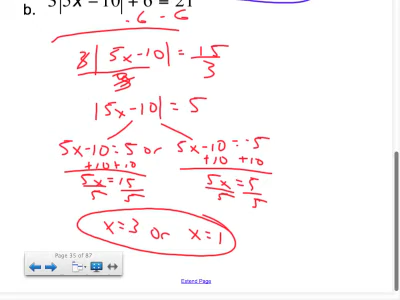 b. 3|5x − 10| + 6 = 21
- 6 - 6
3|5x-10| = 15
3 3
|5x-10| = 5
5x-10=5 or 5x-10=-5
+10 +10 +10 +10
5x = 15 5x = 5
5 5 5 5
x=3 or x=1
Page 35 of 87
Extend Page